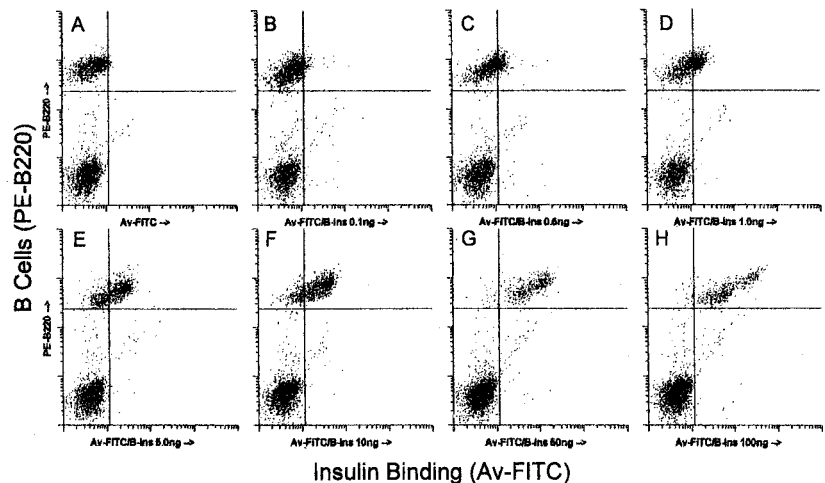 A B C D
PE-B220 ->
Av-FITC -> Av-FITC/B-Ins 0.1ng -> Av-FITC/B-Ins 0.5ng -> Av-FITC/B-Ins 1.0ng ->
B Cells (PE-B220)
E F G H
PE-B220 ->
Av-FITC/B-Ins 5.0ng -> Av-FITC/B-Ins 10ng -> Av-FITC/B-Ins 50ng -> Av-FITC/B-Ins 100ng ->
Insulin Binding (Av-FITC)